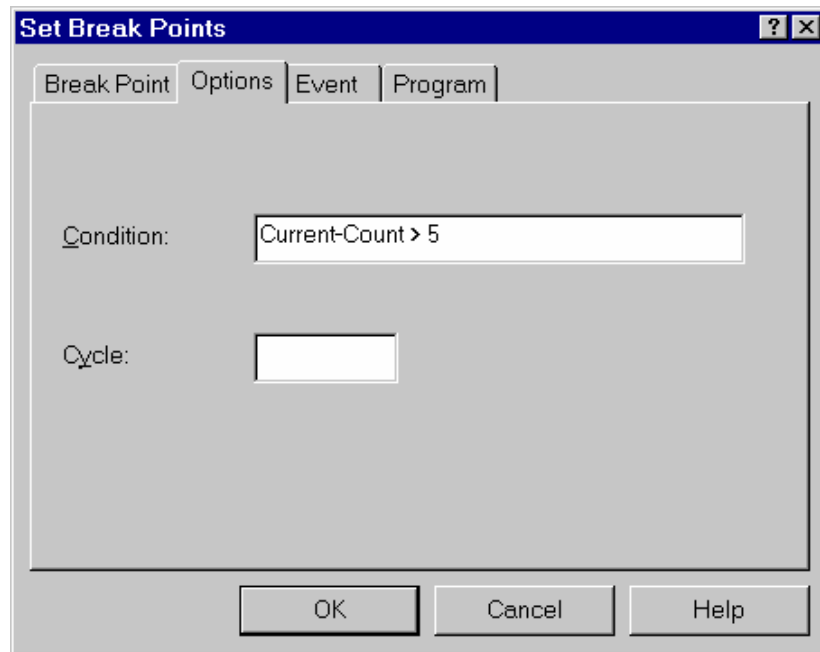 Set Break Points
Break Point Options Event Program
Condition: Current-Count > 5
Cycle:
OK Cancel Help